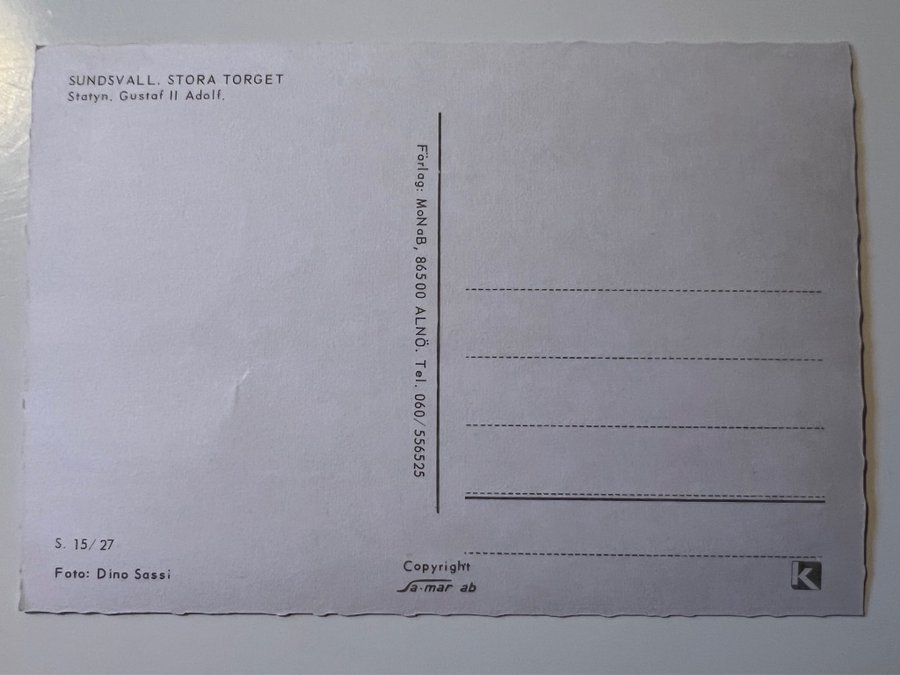 SUNDSVALL. STORA TORGET
Statyn. Gustaf II Adolf.
Förlag: MoNaB, 86500 ALNÖ. Tel. 060/556525
S. 15/27
Foto: Dino Sassi
Copyright
Sa-mar ab
K